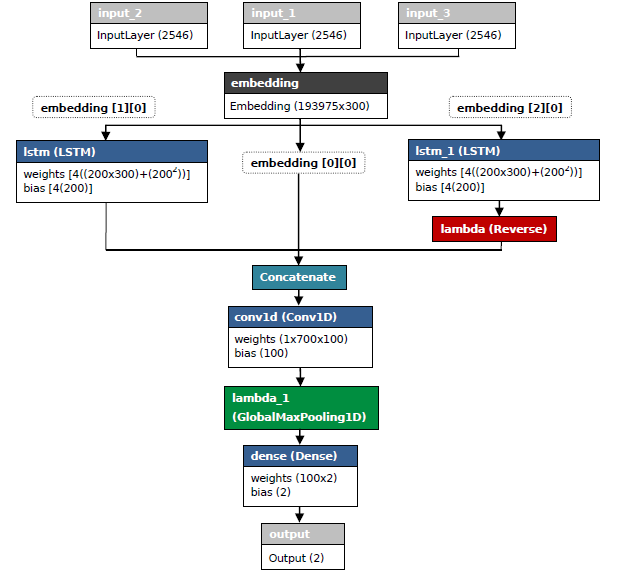 input_2
InputLayer (2546)
input_1
InputLayer (2546)
input_3
InputLayer (2546)
embedding
Embedding (193975x300)
embedding [1][0]
embedding [2][0]
lstm (LSTM)
weights [4((200x300)+(200²))]
bias [4(200)]
embedding [0][0]
lstm_1 (LSTM)
weights [4((200x300)+(200²))]
bias [4(200)]
lambda (Reverse)
Concatenate
conv1d (Conv1D)
weights (1x700x100)
bias (100)
lambda_1
(GlobalMaxPooling1D)
dense (Dense)
weights (100x2)
bias (2)
output
Output (2)